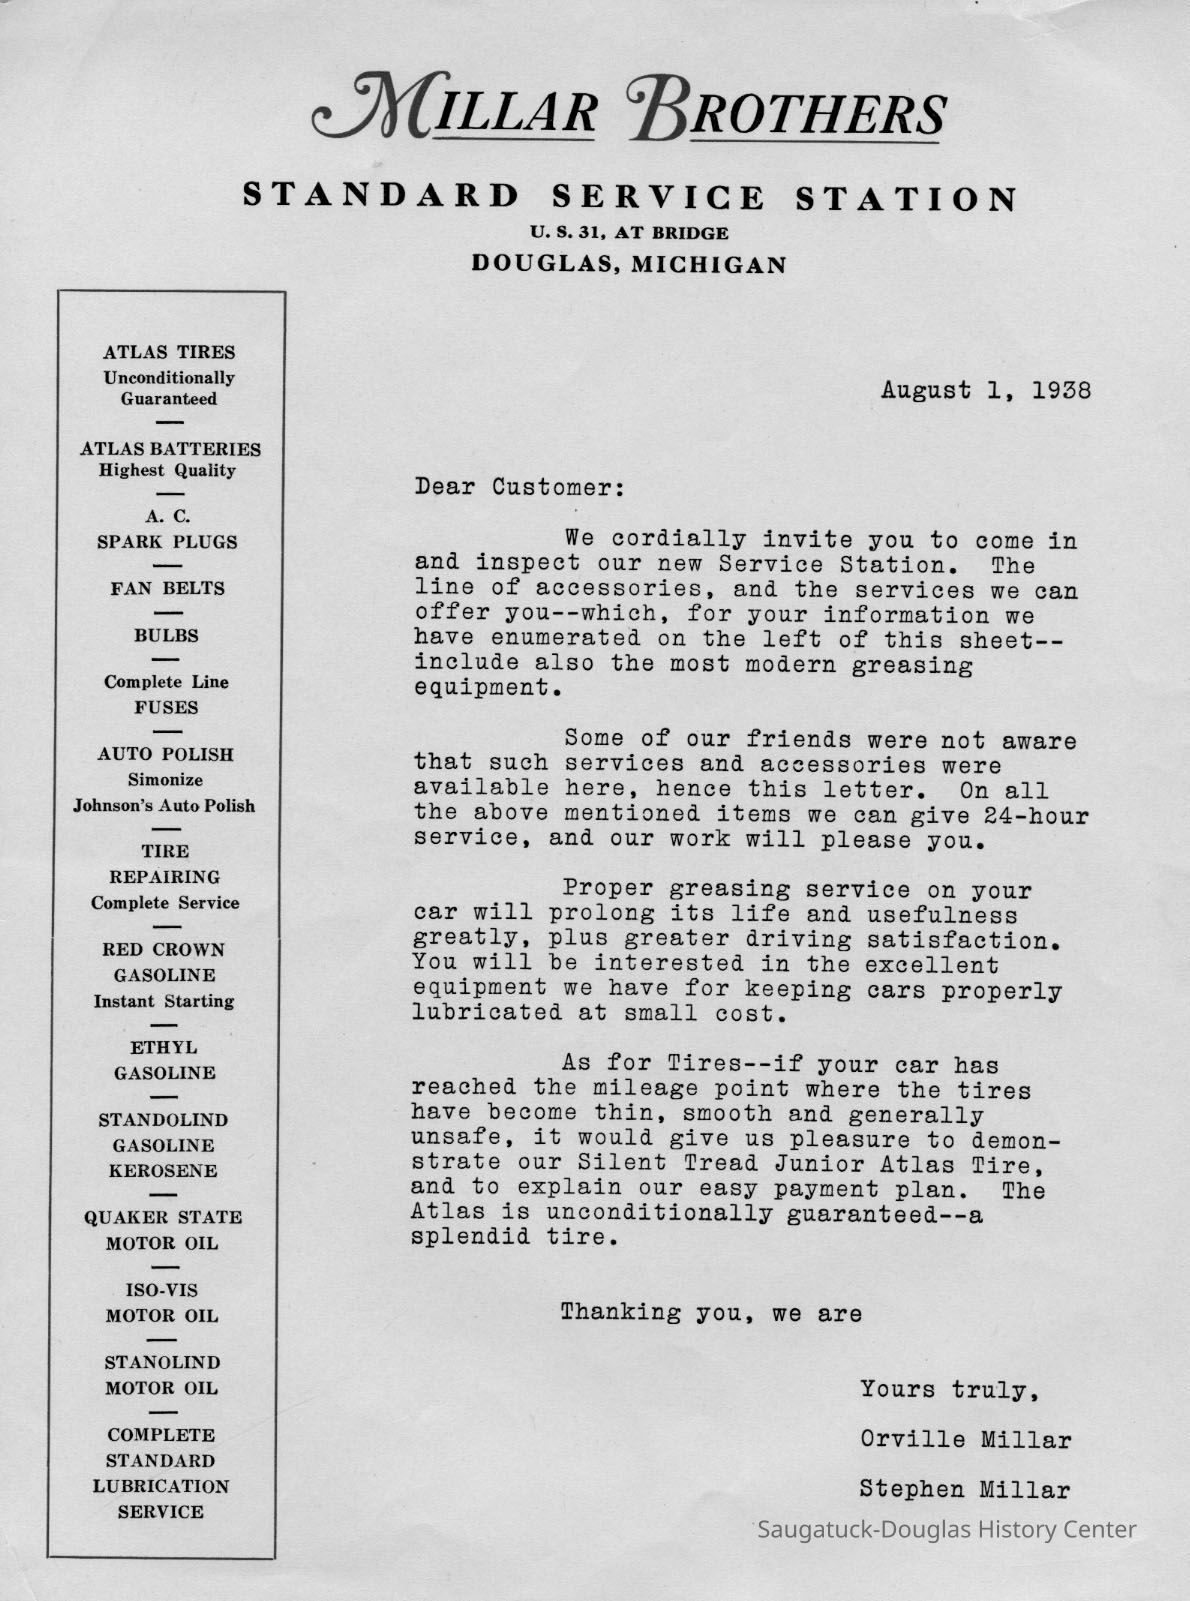 MILLAR BROTHERS
STANDARD SERVICE STATION
U. S. 31, AT BRIDGE
DOUGLAS, MICHIGAN
ATLAS TIRES
Unconditionally
Guaranteed
ATLAS BATTERIES
Highest Quality
A. C.
SPARK PLUGS
FAN BELTS
BULBS
Complete Line
FUSES
AUTO POLISH
Simonize
Johnson's Auto Polish
TIRE
REPAIRING
Complete Service
RED CROWN
GASOLINE
Instant Starting
ETHYL
GASOLINE
STANDOLIND
GASOLINE
KEROSENE
QUAKER STATE
MOTOR OIL
ISO-VIS
MOTOR OIL
STANOLIND
MOTOR OIL
COMPLETE
STANDARD
LUBRICATION
SERVICE
August 1, 1938
Dear Customer:
We cordially invite you to come in
and inspect our new Service Station. The
line of accessories, and the services we can
offer you--which, for your information we
have enumerated on the left of this sheet--
include also the most modern greasing
equipment.
Some of our friends were not aware
that such services and accessories were
available here, hence this letter. On all
the above mentioned items we can give 24-hour
service, and our work will please you.
Proper greasing service on your
car will prolong its life and usefulness
greatly, plus greater driving satisfaction.
You will be interested in the excellent
equipment we have for keeping cars properly
lubricated at small cost.
As for Tires--if your car has
reached the mileage point where the tires
have become thin, smooth and generally
unsafe, it would give us pleasure to demon-
strate our Silent Tread Junior Atlas Tire,
and to explain our easy payment plan. The
Atlas is unconditionally guaranteed--a
splendid tire.
Thanking you, we are
Yours truly,
Orville Millar
Stephen Millar
Saugatuck-Douglas History Center